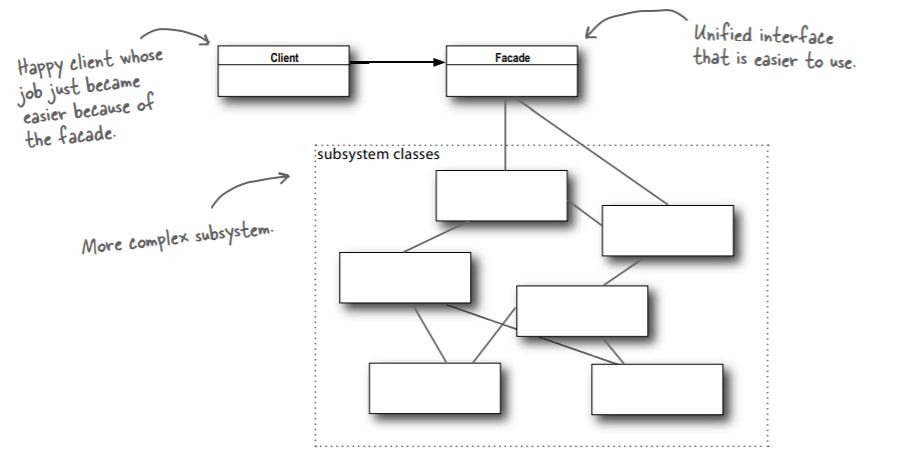 Happy client whose
job just became
easier because of
the facade.
Client
Facade
Unified interface
that is easier to use.
subsystem classes
More complex subsystem.